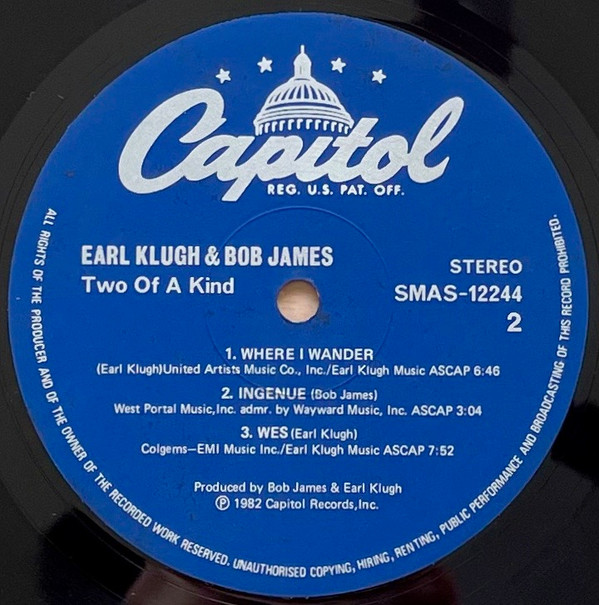 Capitol
REG. U.S. PAT. OFF.
EARL KLUGH & BOB JAMES
Two Of A Kind
STEREO
SMAS-12244
2
1. WHERE I WANDER
(Earl Klugh)United Artists Music Co., Inc./Earl Klugh Music ASCAP 6:46
2. INGENUE (Bob James)
West Portal Music,Inc. admr. by Wayward Music, Inc. ASCAP 3:04
3. WES (Earl Klugh)
Colgems—EMI Music Inc./Earl Klugh Music ASCAP 7:52
Produced by Bob James & Earl Klugh
Ⓟ 1982 Capitol Records,Inc.
ALL RIGHTS OF THE PRODUCER AND OF THE OWNER OF THE RECORDED WORK RESERVED. UNAUTHORISED COPYING, HIRING, RENTING, PUBLIC PERFORMANCE AND BROADCASTING OF THIS RECORD PROHIBITED.